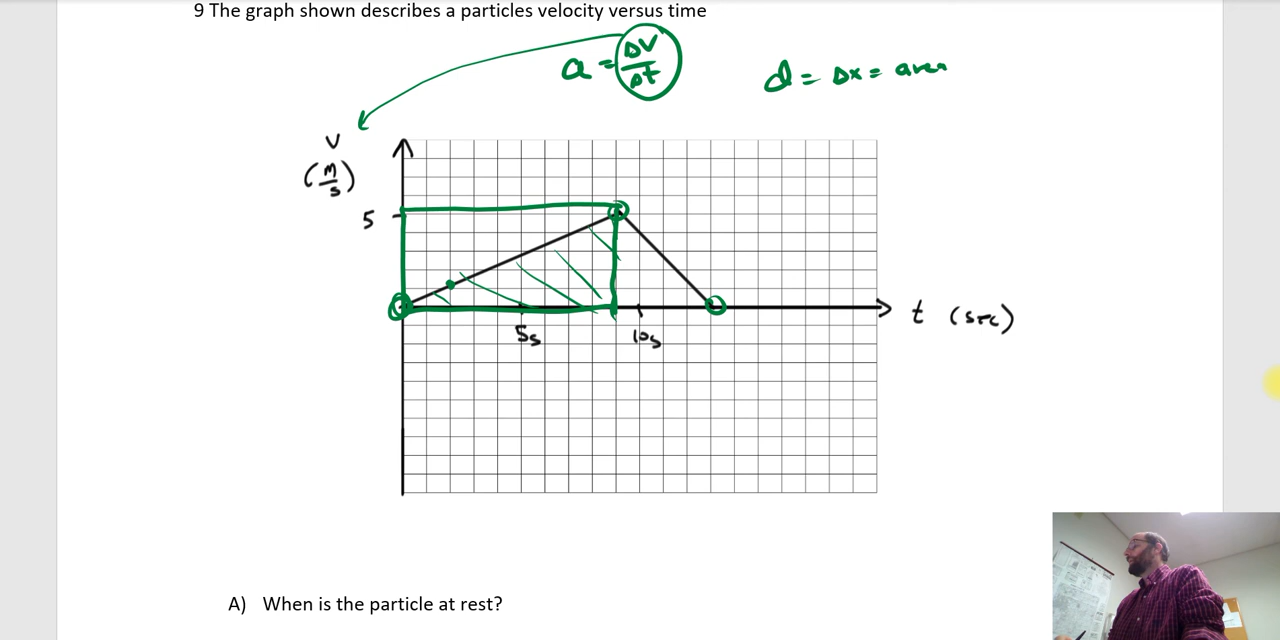 9 The graph shown describes a particles velocity versus time
a = ΔV/Δt
d = Δx = area
V
(m/s)
5
5s
10s
t (sec)
A) When is the particle at rest?